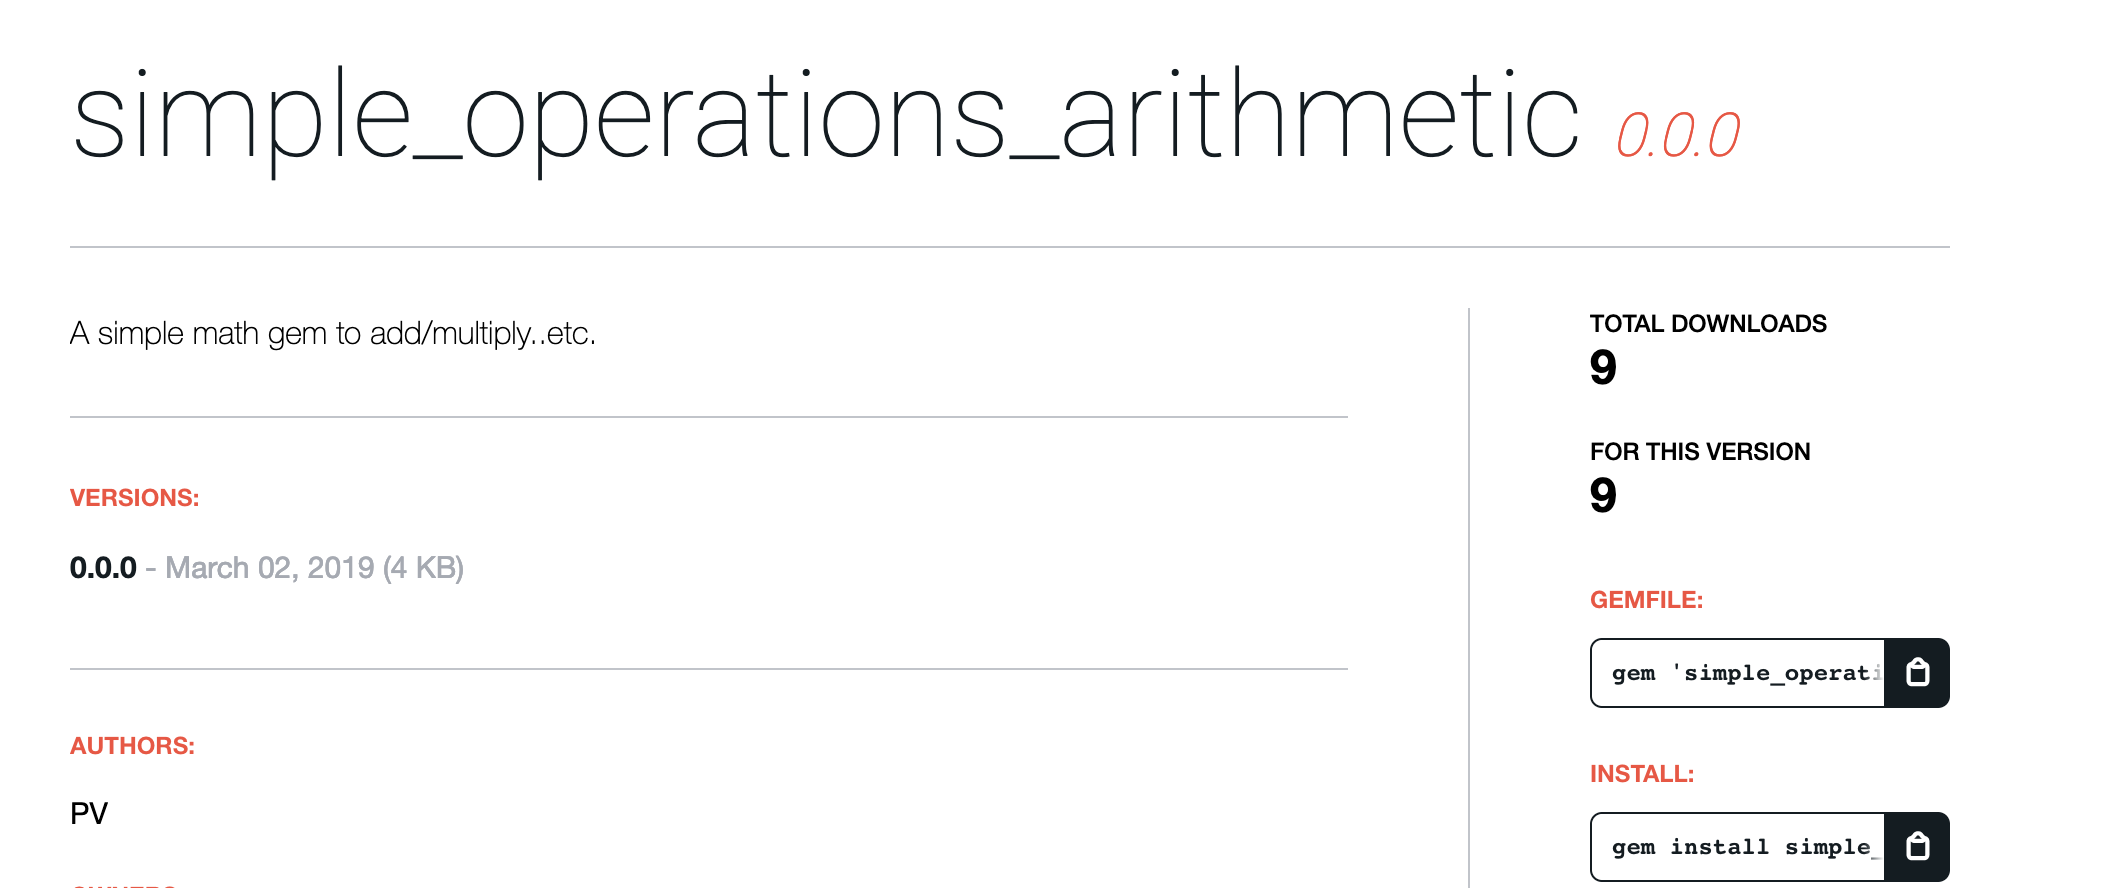 simple_operations_arithmetic 0.0.0
A simple math gem to add/multiply..etc.
VERSIONS:
0.0.0 - March 02, 2019 (4 KB)
AUTHORS:
PV
TOTAL DOWNLOADS
9
FOR THIS VERSION
9
GEMFILE:
gem 'simple_operati
INSTALL:
gem install simple_